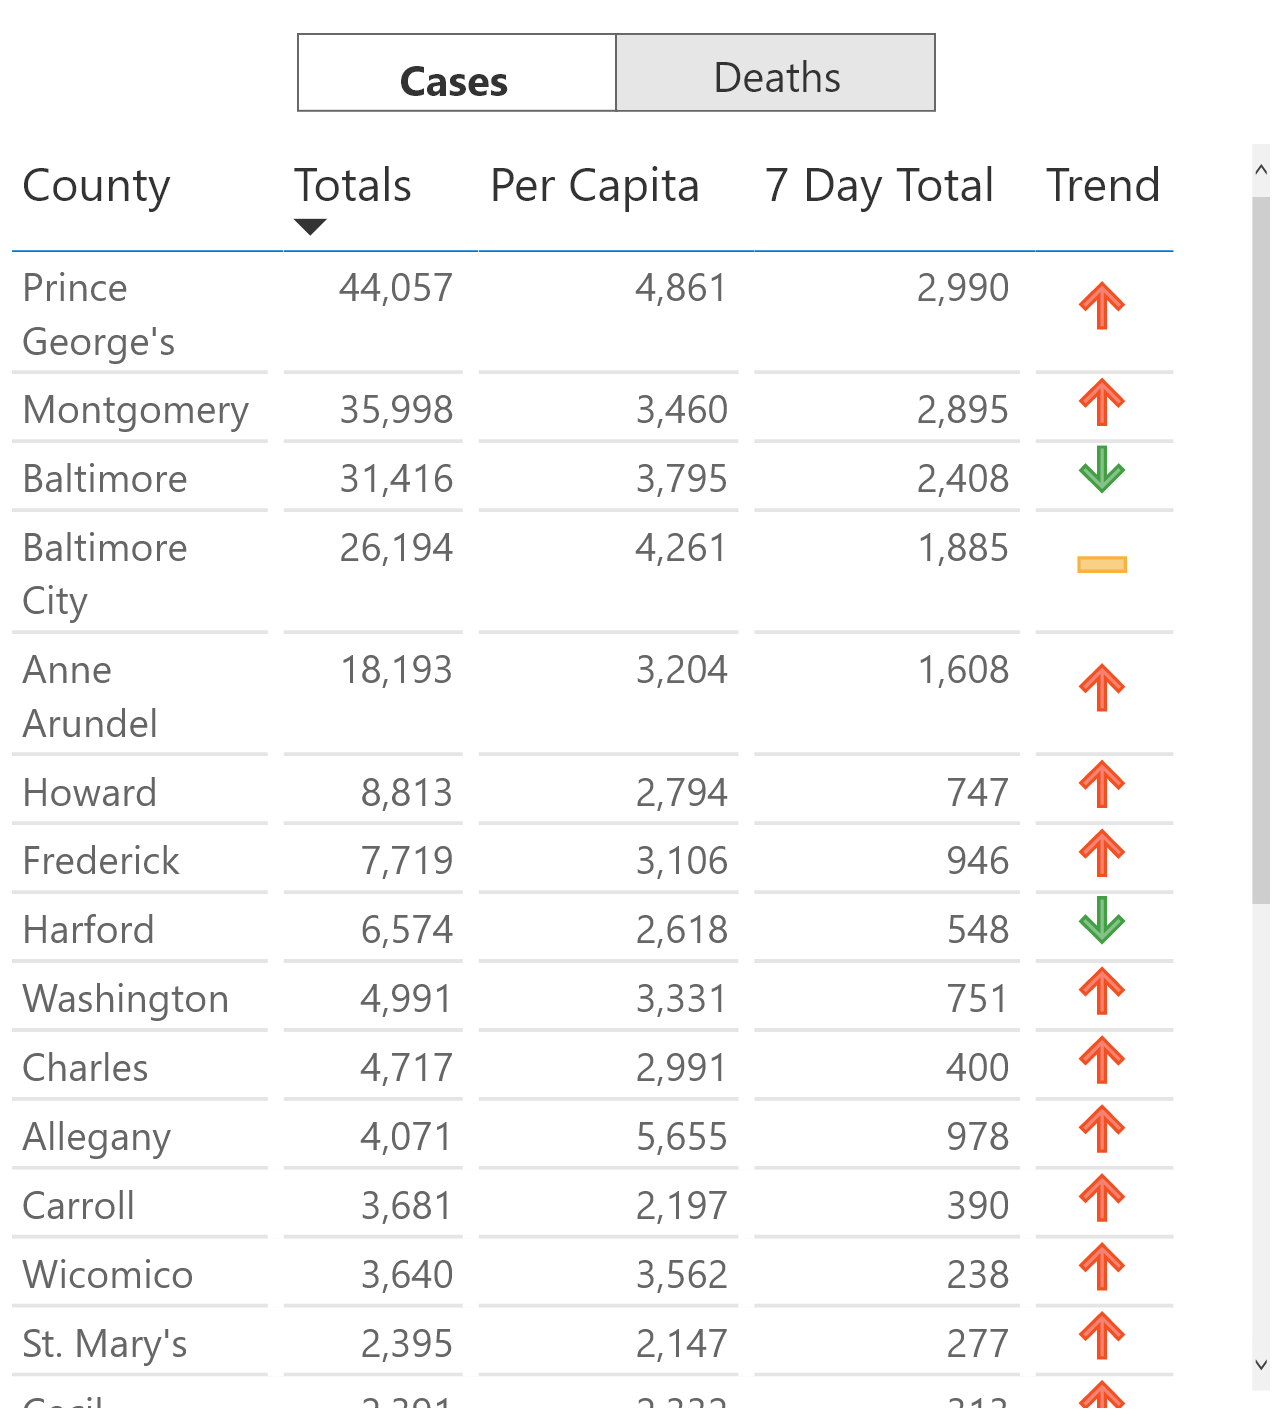 Cases Deaths
County Totals Per Capita 7 Day Total Trend
Prince 44,057 4,861 2,990
George's
Montgomery 35,998 3,460 2,895
Baltimore 31,416 3,795 2,408
Baltimore 26,194 4,261 1,885
City
Anne 18,193 3,204 1,608
Arundel
Howard 8,813 2,794 747
Frederick 7,719 3,106 946
Harford 6,574 2,618 548
Washington 4,991 3,331 751
Charles 4,717 2,991 400
Allegany 4,071 5,655 978
Carroll 3,681 2,197 390
Wicomico 3,640 3,562 238
St. Mary's 2,395 2,147 277
Cecil